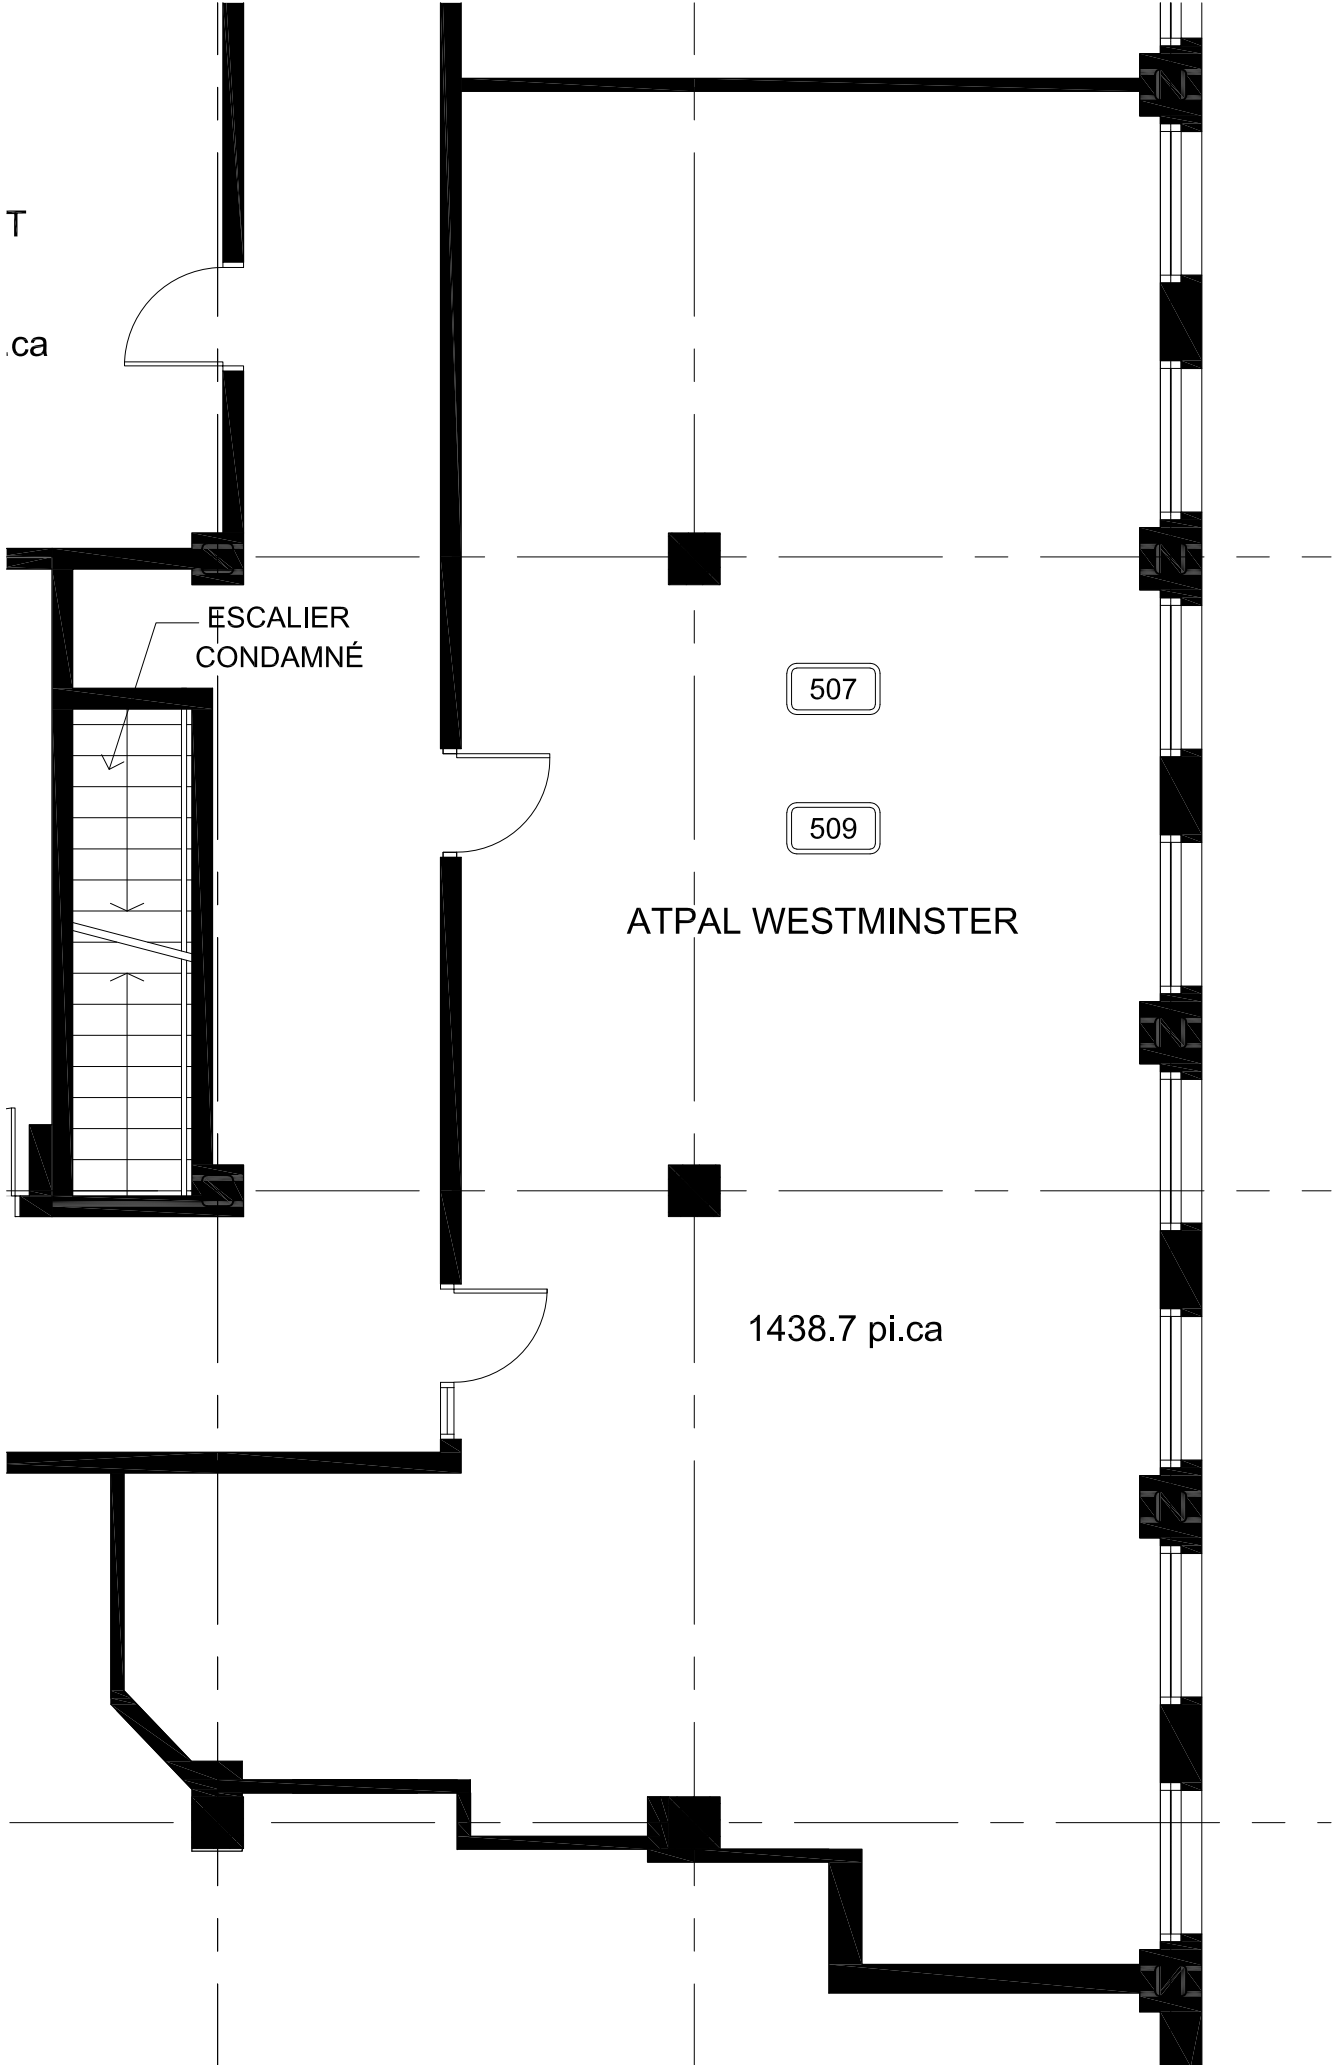 T
.ca
ESCALIER
CONDAMNÉ
507
509
ATPAL WESTMINSTER
1438.7 pi.ca